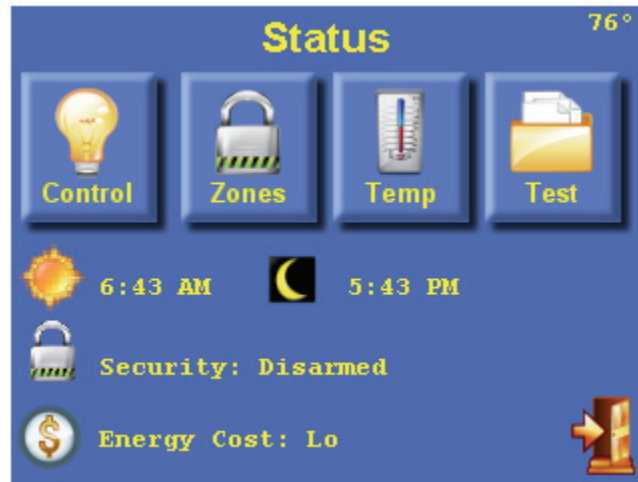 76°
Status
Control Zones Temp Test
6:43 AM 5:43 PM
Security: Disarmed
$
Energy Cost: Lo